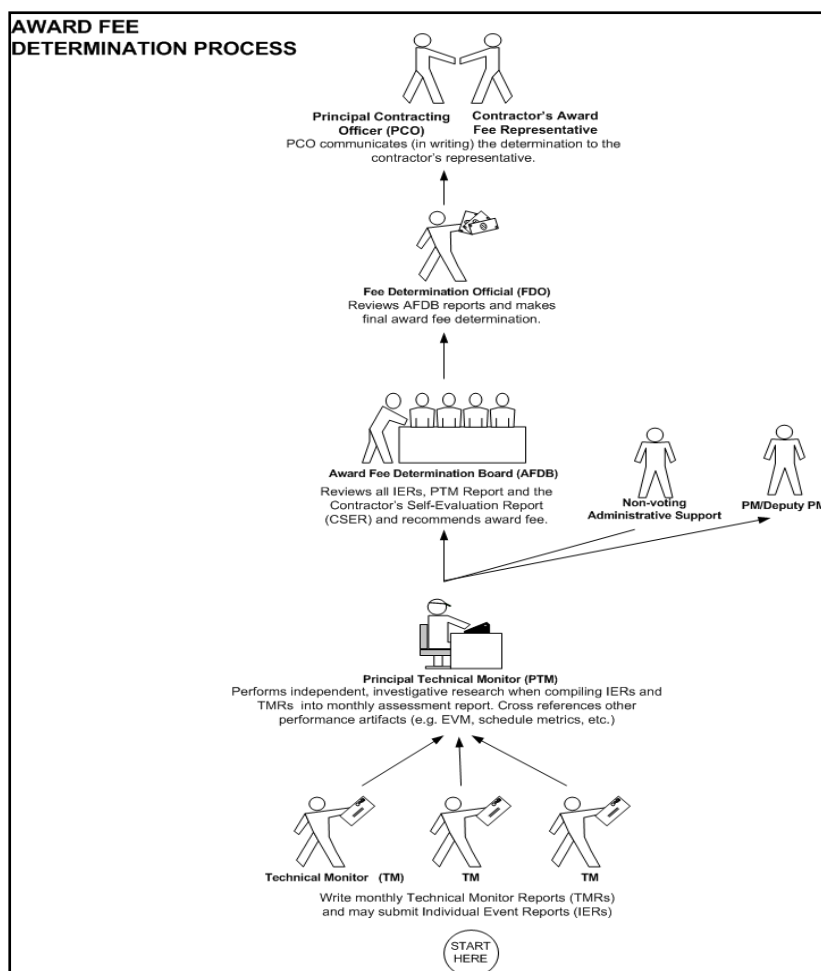 AWARD FEE
DETERMINATION PROCESS
Principal Contracting
Officer (PCO)
Contractor's Award
Fee Representative
PCO communicates (in writing) the determination to the
contractor's representative.
Fee Determination Official (FDO)
Reviews AFDB reports and makes
final award fee determination.
Award Fee Determination Board (AFDB)
Reviews all IERs, PTM Report and the
Contractor's Self-Evaluation Report
(CSER) and recommends award fee.
Non-voting
Administrative Support
PM/Deputy PM
Principal Technical Monitor (PTM)
Performs independent, investigative research when compiling IERs and
TMRs into monthly assessment report. Cross references other
performance artifacts (e.g. EVM, schedule metrics, etc.)
Technical Monitor (TM)
TM
TM
Write monthly Technical Monitor Reports (TMRs)
and may submit Individual Event Reports (IERs)
START
HERE